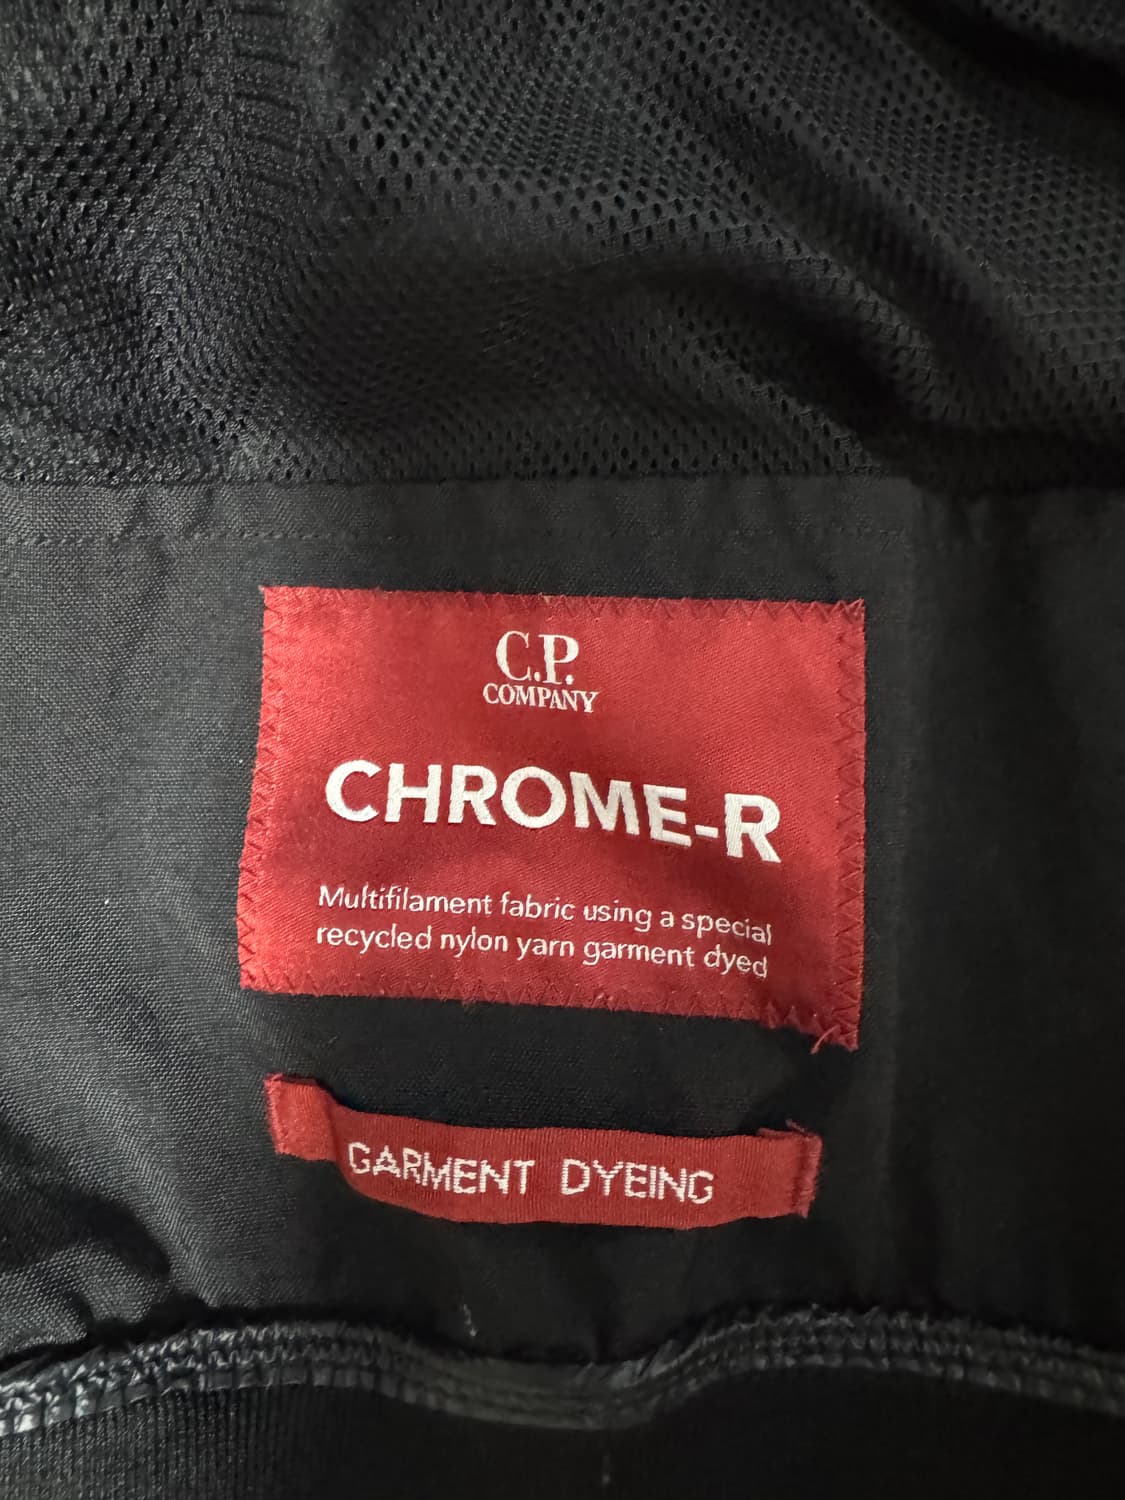 C.P.
COMPANY
CHROME-R
Multifilament fabric using a special
recycled nylon yarn garment dyed
GARMENT DYEING